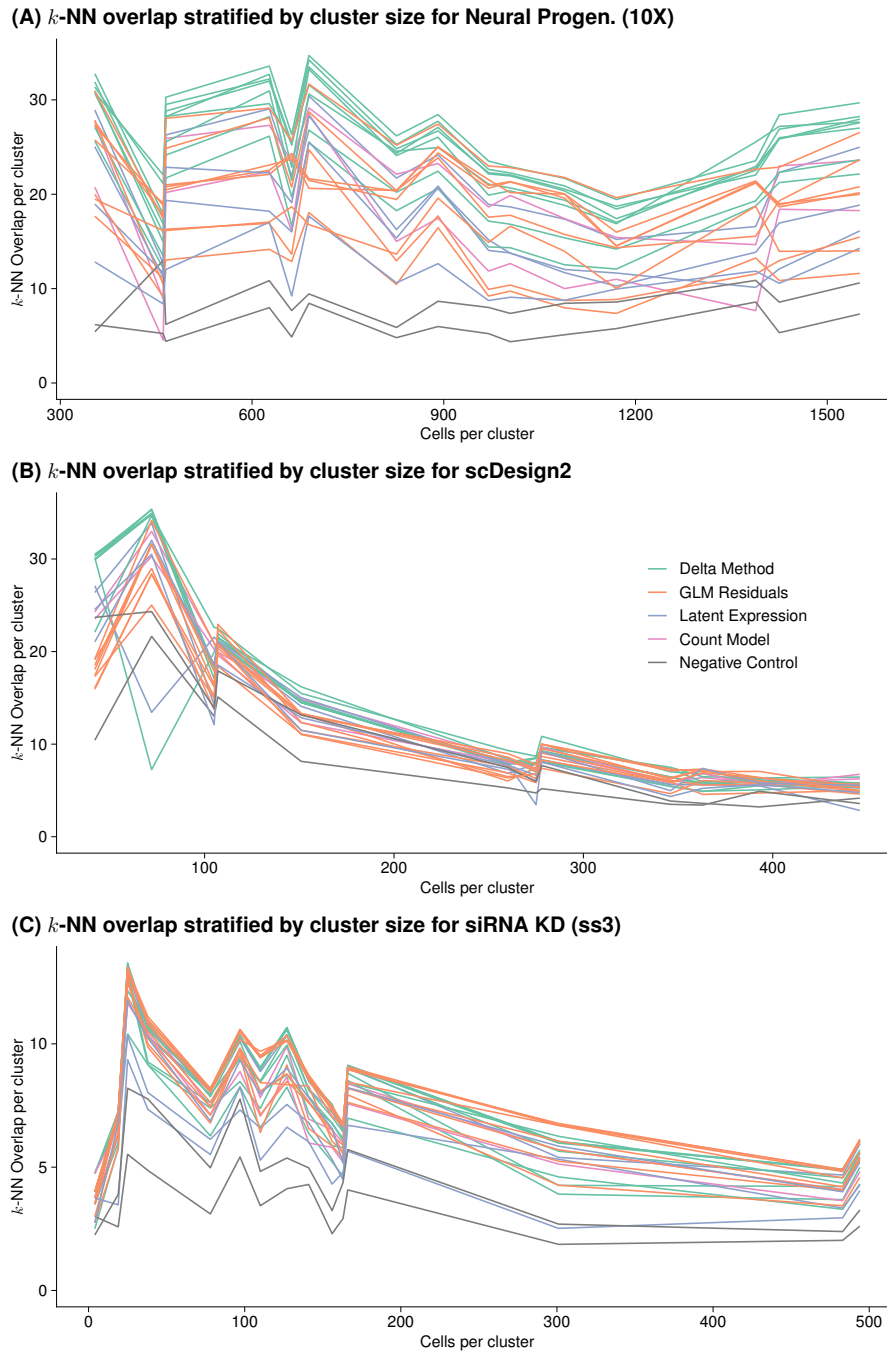 (A) k-NN overlap stratified by cluster size for Neural Progen. (10X)
k-NN Overlap per cluster
30
20
10
0
300
600
900
1200
1500
Cells per cluster
(B) k-NN overlap stratified by cluster size for scDesign2
k-NN Overlap per cluster
30
20
10
0
Delta Method
GLM Residuals
Latent Expression
Count Model
Negative Control
100
200
300
400
Cells per cluster
(C) k-NN overlap stratified by cluster size for siRNA KD (ss3)
k-NN Overlap per cluster
10
5
0
0
100
200
300
400
500
Cells per cluster